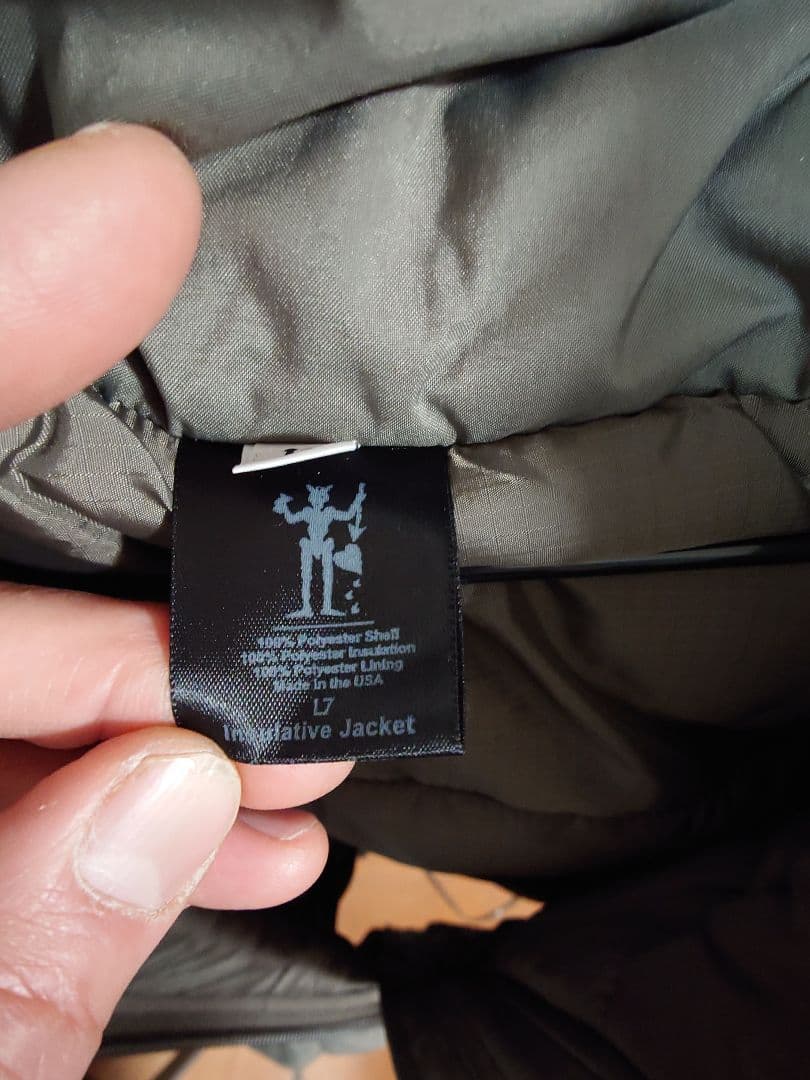 100% Polyester Shell
100% Polyester Insulation
100% Polyester Lining
Made in the USA
L7
Insulative Jacket